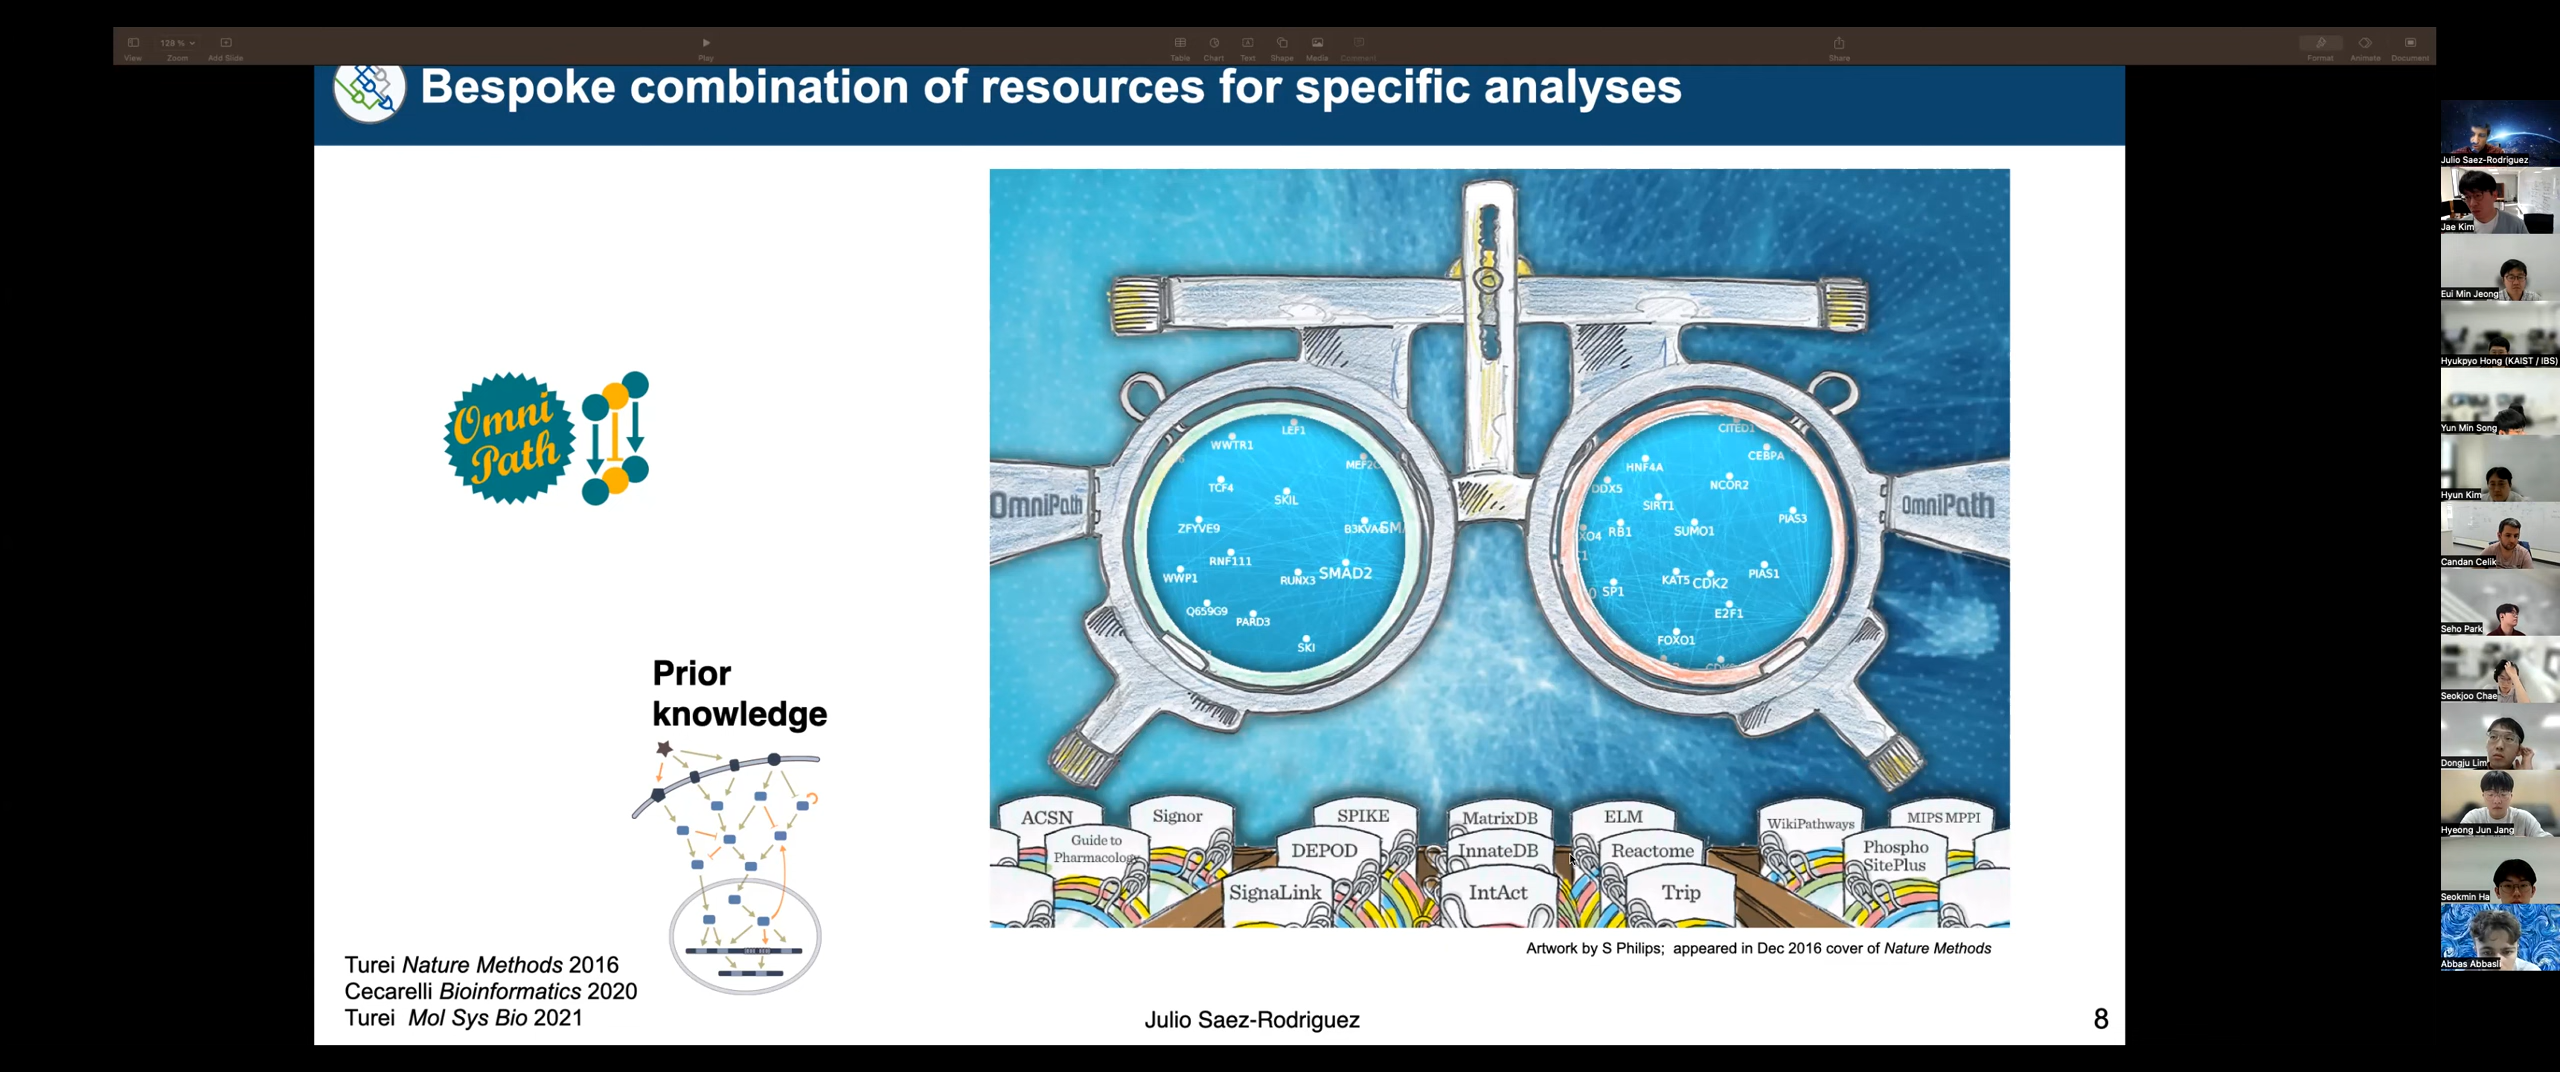 View
128 %
Zoom
Add Slide
Play
Table
Chart
Text
Shape
Media
Comment
Share
Format
Animate
Document
Bespoke combination of resources for specific analyses
Omni
Path
Prior
knowledge
OmniPath
OmniPath
LEF1
WWTR1
MEF2C
TCF4
SKIL
ZFYVE9
B3KVA6
RNF111
WWP1
RUNX3
SMAD2
Q659G9
PARD3
SKI
CITED1
CEBPA
HNF4A
NCOR2
DDX5
SIRT1
PIAS3
XO4
RB1
SUMO1
KAT5
CDK2
PIAS1
SP1
E2F1
FOXO1
ACSN
Signor
SPIKE
MatrixDB
ELM
WikiPathways
MIPS MPPI
Guide to
Pharmacology
DEPOD
InnateDB
Reactome
Phospho
SitePlus
SignaLink
IntAct
Trip
Artwork by S Philips;  appeared in Dec 2016 cover of Nature Methods
Turei Nature Methods 2016
Cecarelli Bioinformatics 2020
Turei  Mol Sys Bio 2021
Julio Saez-Rodriguez
8
Julio Saez-Rodriguez
Jae Kim
Eui Min Jeong
Hyukpyo Hong (KAIST / IBS)
Yun Min Song
Hyun Kim
Candan Celik
Seho Park
Seokjoo Chae
Dongju Lim
Hyeong Jun Jang
Seokmin Ha
Abbas Abbasli